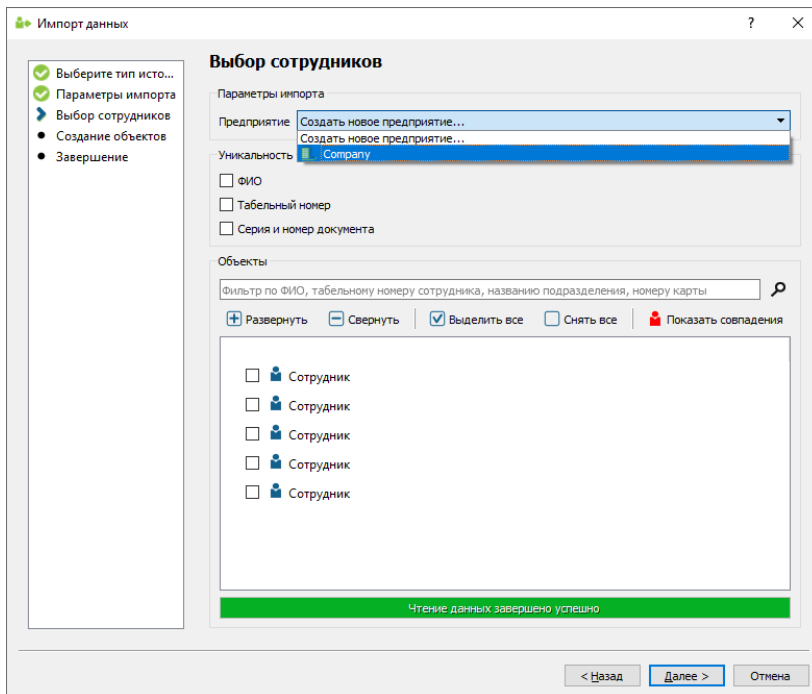 Импорт данных
?
Выберите тип исто...
Параметры импорта
Выбор сотрудников
Создание объектов
Завершение
Выбор сотрудников
Параметры импорта
Предприятие Создать новое предприятие...
Создать новое предприятие...
Company
Уникальность
ФИО
Табельный номер
Серия и номер документа
Объекты
Фильтр по ФИО, табельному номеру сотрудника, названию подразделения, номеру карты
Развернуть Свернуть Выделить все Снять все Показать совпадения
Сотрудник
Сотрудник
Сотрудник
Сотрудник
Сотрудник
Чтение данных завершено успешно
< Назад Далее > Отмена